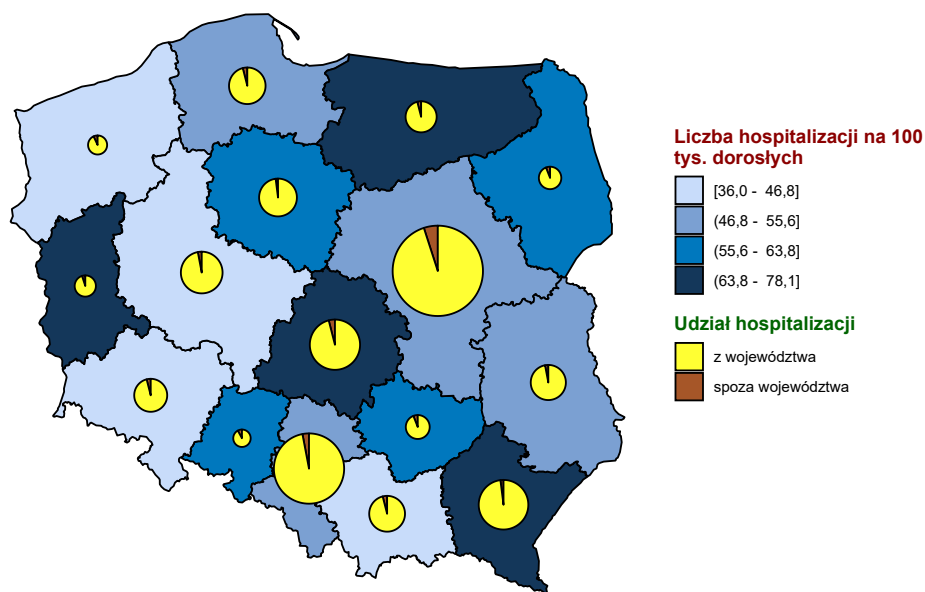 Liczba hospitalizacji na 100
tys. dorosłych
[36,0 - 46,8]
(46,8 - 55,6]
(55,6 - 63,8]
(63,8 - 78,1]
Udział hospitalizacji
z województwa
spoza województwa